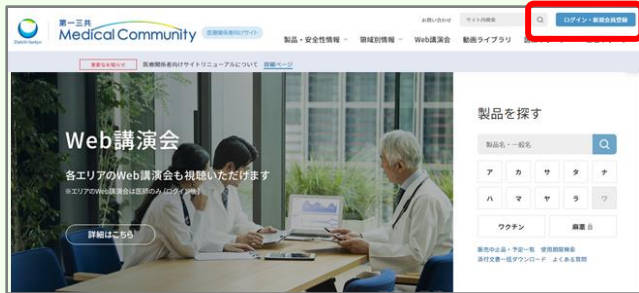 第一三共
Medical Community
医療関係者向けサイト
Daiichi-Sankyo
お問い合わせ
サイト内検索
ログイン・新規会員登録
製品・安全性情報
領域別情報
Web講演会
動画ライブラリ
重要なお知らせ
医療関係者向けサイトリニューアルについて 詳細ページ
Web講演会
各エリアのWeb講演会も視聴いただけます
※エリアのWeb講演会は医師のみ(ログイン後)
詳細はこちら
製品を探す
製品名・一般名
ア カ サ タ ナ
ハ マ ヤ ラ ワ
ワクチン 麻薬
販売中止品・予定一覧 使用期限検索
添付文書一括ダウンロード よくある質問